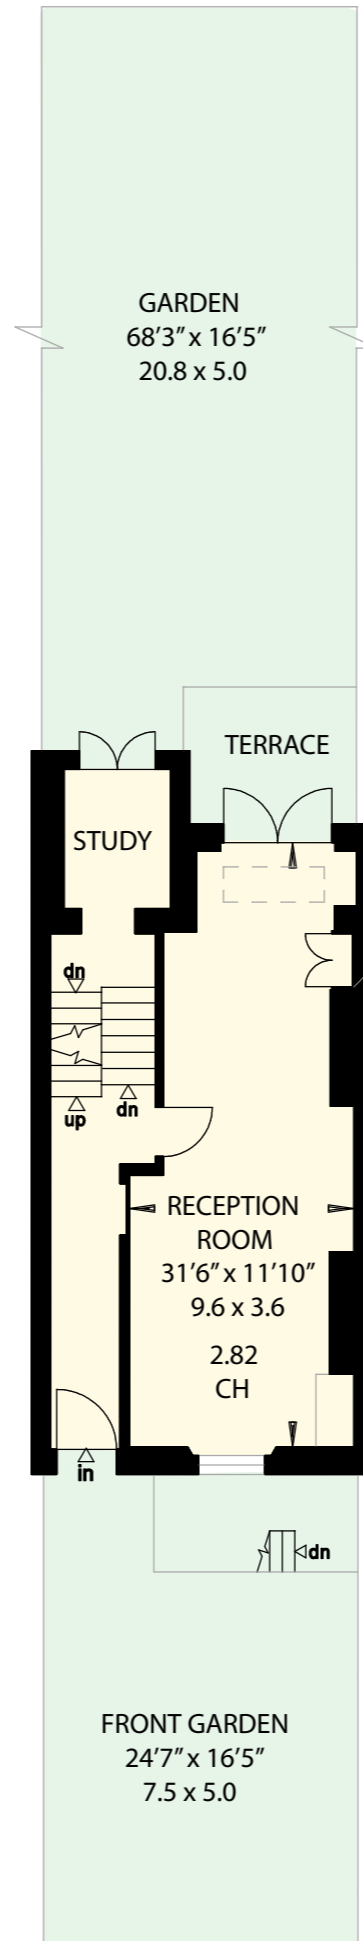 GARDEN
68’3” x 16’5”
20.8 x 5.0
TERRACE
STUDY
dn
up
dn
RECEPTION
ROOM
31’6” x 11’10”
9.6 x 3.6
2.82
CH
in
dn
FRONT GARDEN
24’7” x 16’5”
7.5 x 5.0